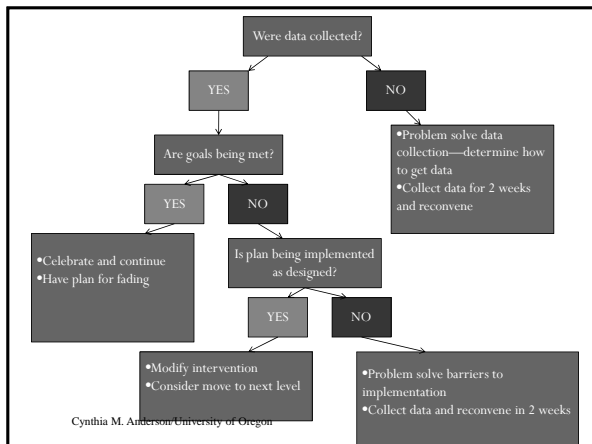 Were data collected?
YES
NO
Are goals being met?
•Problem solve data
collection—determine how
to get data
•Collect data for 2 weeks
and reconvene
YES
NO
•Celebrate and continue
•Have plan for fading
Is plan being implemented
as designed?
YES
NO
•Modify intervention
•Consider move to next level
•Problem solve barriers to
implementation
•Collect data and reconvene in 2 weeks
Cynthia M. Anderson/University of Oregon